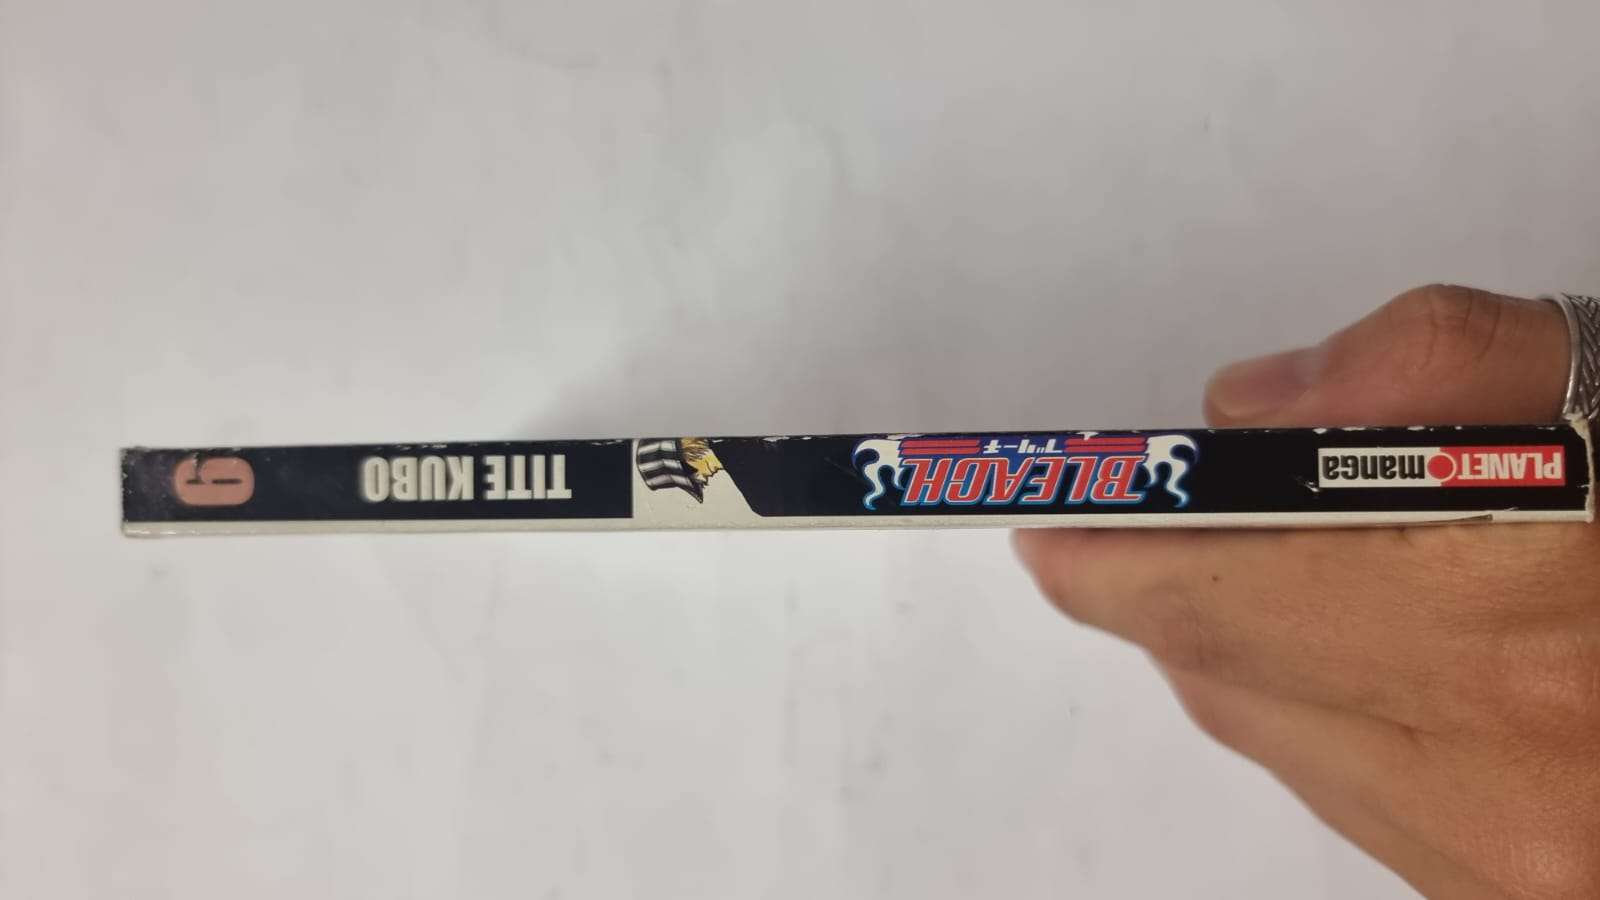 PLANET manga
BLEACH
ブリーチ
TITE KUBO
6